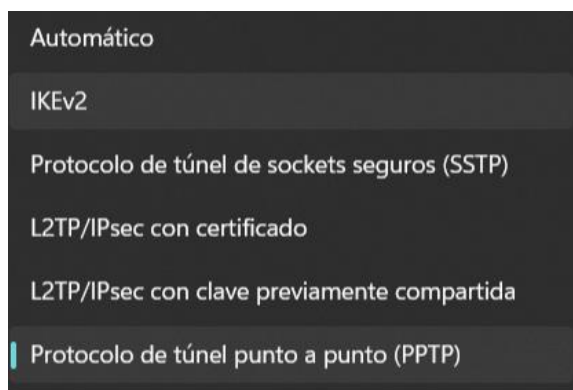 Automático
IKEv2
Protocolo de túnel de sockets seguros (SSTP)
L2TP/IPsec con certificado
L2TP/IPsec con clave previamente compartida
Protocolo de túnel punto a punto (PPTP)